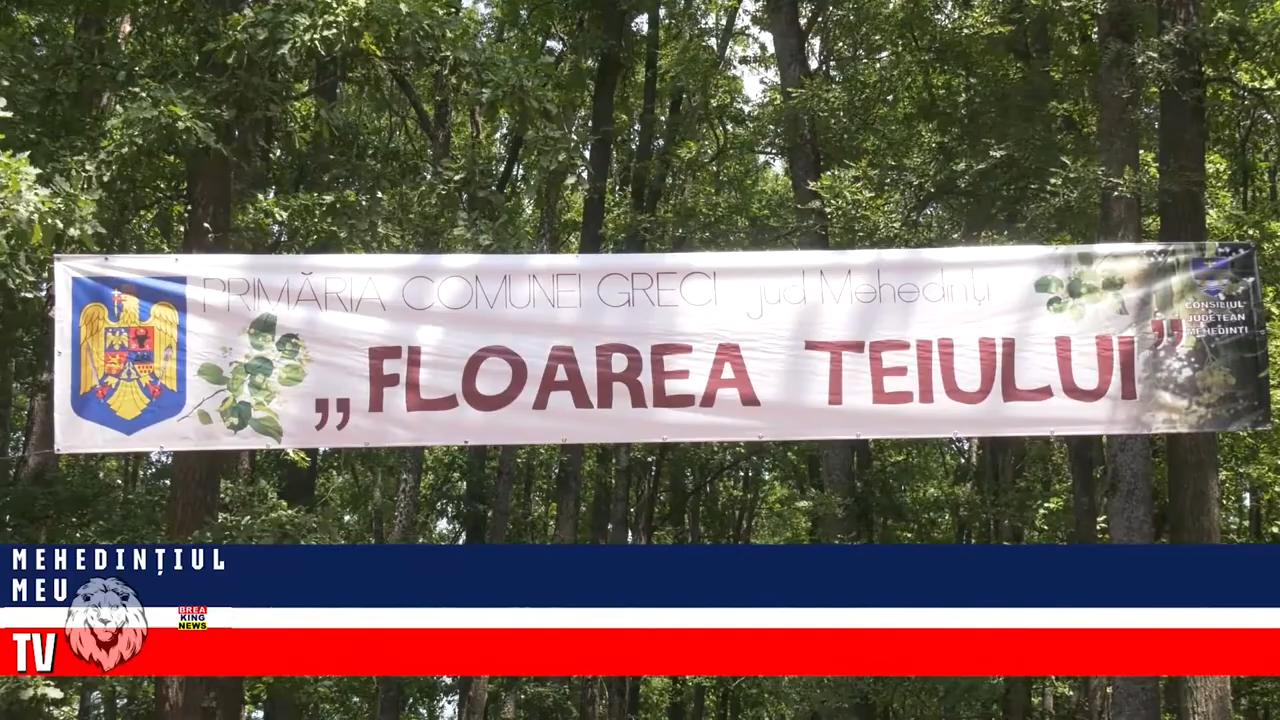 PRIMĂRIA COMUNEI GRECI jud Mehedinți
„FLOAREA TEIULUI”
CONSILIUL
JUDEȚEAN
MEHEDINȚI
MEHEDINȚIUL
MEU
TV
BREA
KING
NEWS